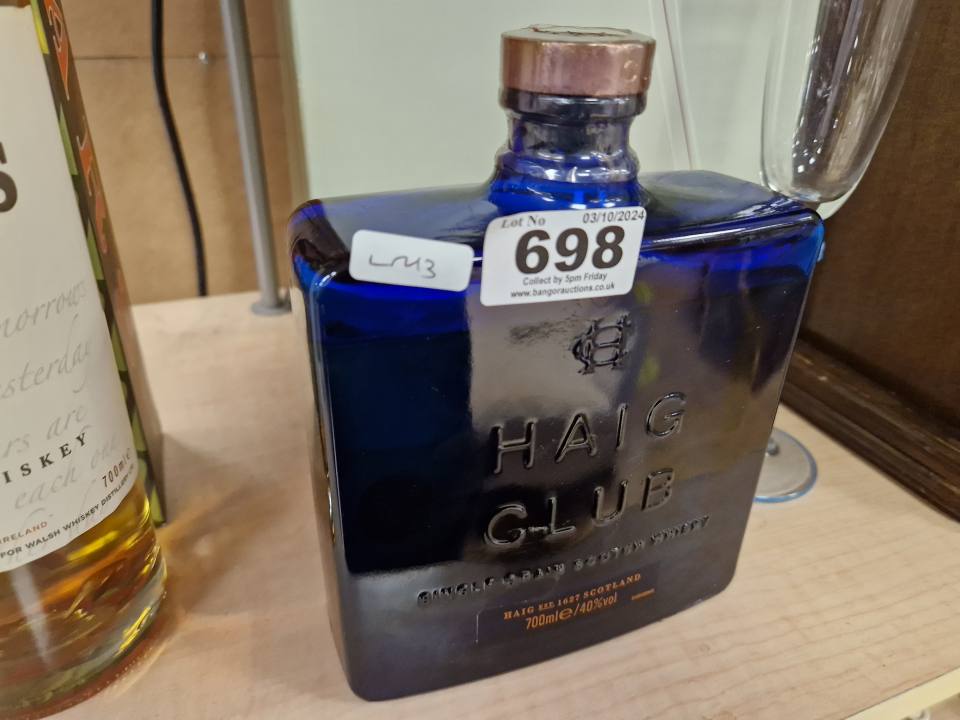 S
morrows
yesterday
rs are
each one
ISKEY
700ml e
IRELAND
FOR WALSH WHISKEY DISTILLERY
Lot No 03/10/2024
698
Collect by 5pm Friday
www.bangorauctions.co.uk
HAIG
CLUB
SINGLE GRAIN SCOTCH WHISKY
HAIG EST. 1627 SCOTLAND
700ml e/40%vol